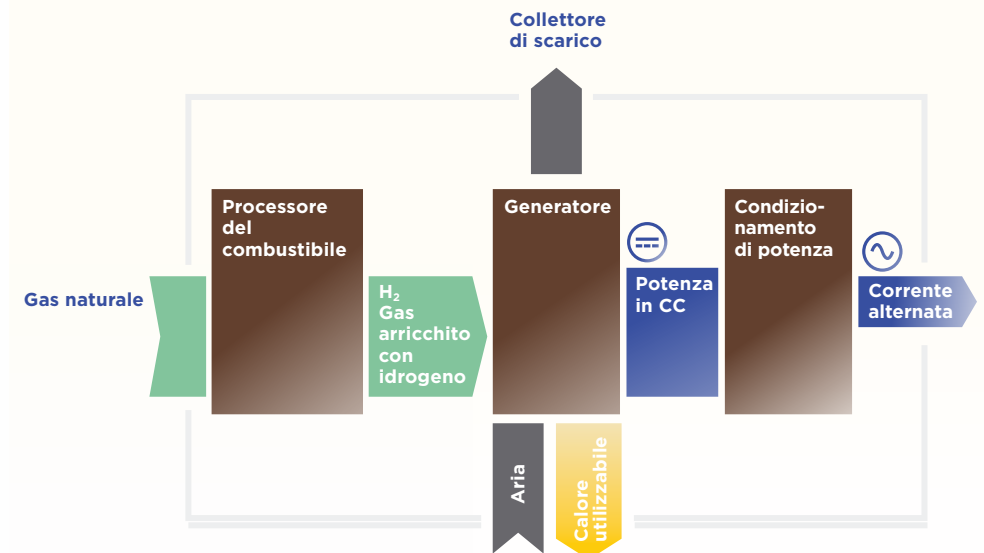 Collettore
di scarico
Processore
del
combustibile
Generatore
Condizio-
namento
di potenza
Gas naturale
H₂
Gas
arricchito
con
idrogeno
Potenza
in CC
Corrente
alternata
Aria
Calore
utilizzabile